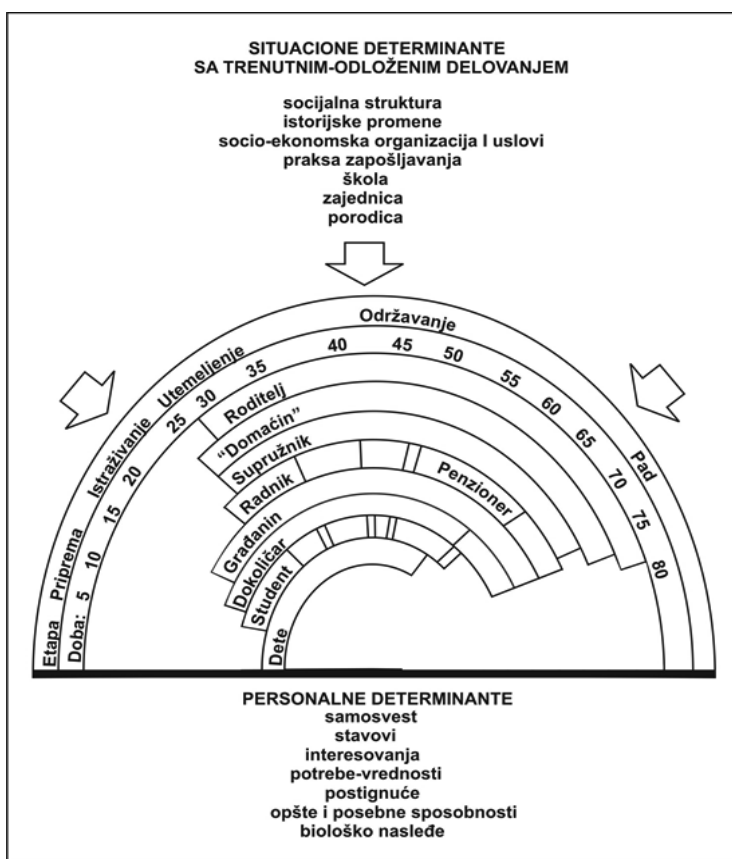 SITUACIONE DETERMINANTE
SA TRENUTNIM-ODLOŽENIM DELOVANJEM
socijalna struktura
istorijske promene
socio-ekonomska organizacija I uslovi
praksa zapošljavanja
škola
zajednica
porodica
Etapa Priprema Istraživanje Utemeljenje Održavanje Pad
Doba: 5 10 15 20 25 30 35 40 45 50 55 60 65 70 75 80
Roditelj
"Domaćin”
Supružnik
Radnik
Penzioner
Građanin
Dokoličar
Student
Dete
PERSONALNE DETERMINANTE
samosvest
stavovi
interesovanja
potrebe-vrednosti
postignuće
opšte i posebne sposobnosti
biološko nasleđe